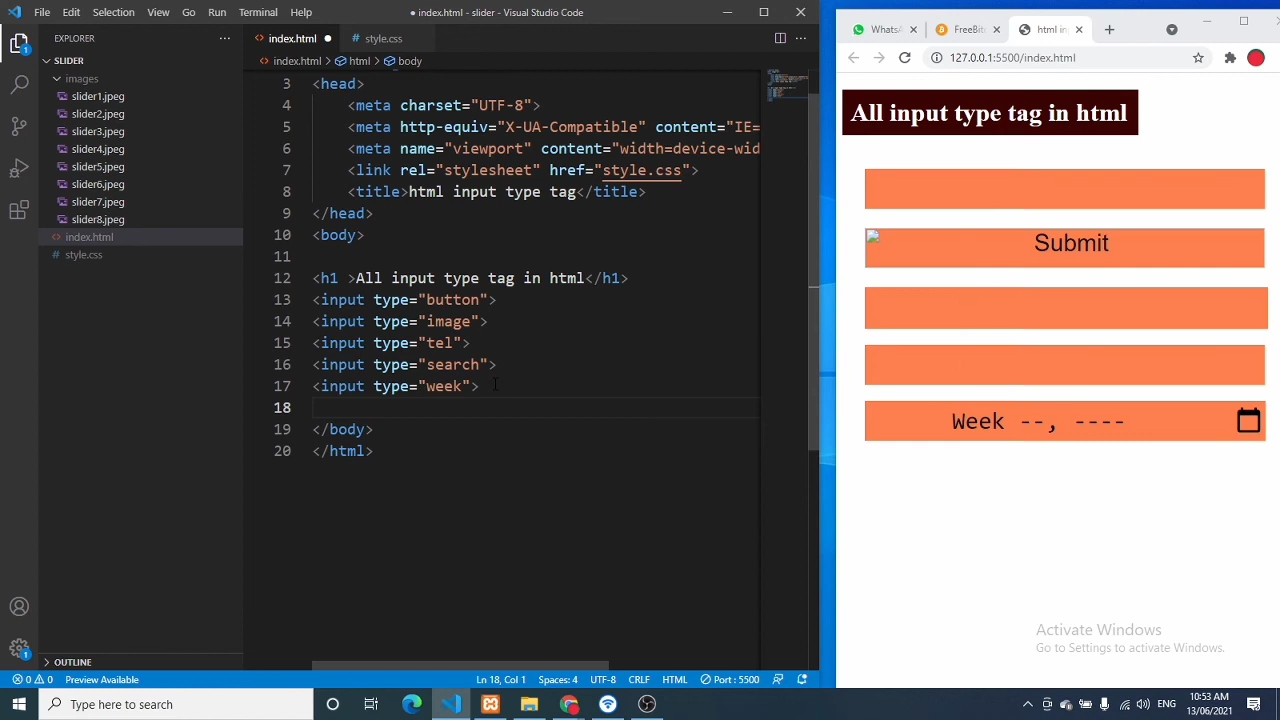 File Edit Selection View Go Run Terminal Help
● index.html - slider - Visual Studio Code
EXPLORER
index.html
style.css
index.html > html > body
SLIDER
images
slider1.jpeg
slider2.jpeg
slider3.jpeg
slider4.jpeg
slider5.jpeg
slider6.jpeg
slider7.jpeg
slider8.jpeg
index.html
style.css
OUTLINE
3 <head>
4 <meta charset="UTF-8">
5 <meta http-equiv="X-UA-Compatible" content="IE=
6 <meta name="viewport" content="width=device-wid
7 <link rel="stylesheet" href="style.css">
8 <title>html input type tag</title>
9 </head>
10 <body>
11
12 <h1 >All input type tag in html</h1>
13 <input type="button">
14 <input type="image">
15 <input type="tel">
16 <input type="search">
17 <input type="week">
18
19 </body>
20 </html>
0 0 Preview Available
Ln 18, Col 1 Spaces: 4 UTF-8 CRLF HTML Port : 5500
WhatsA
FreeBitc
html in
127.0.0.1:5500/index.html
All input type tag in html
Submit
Week --, ----
Activate Windows
Go to Settings to activate Windows.
1
1
Type here to search
ENG
10:53 AM
13/06/2021